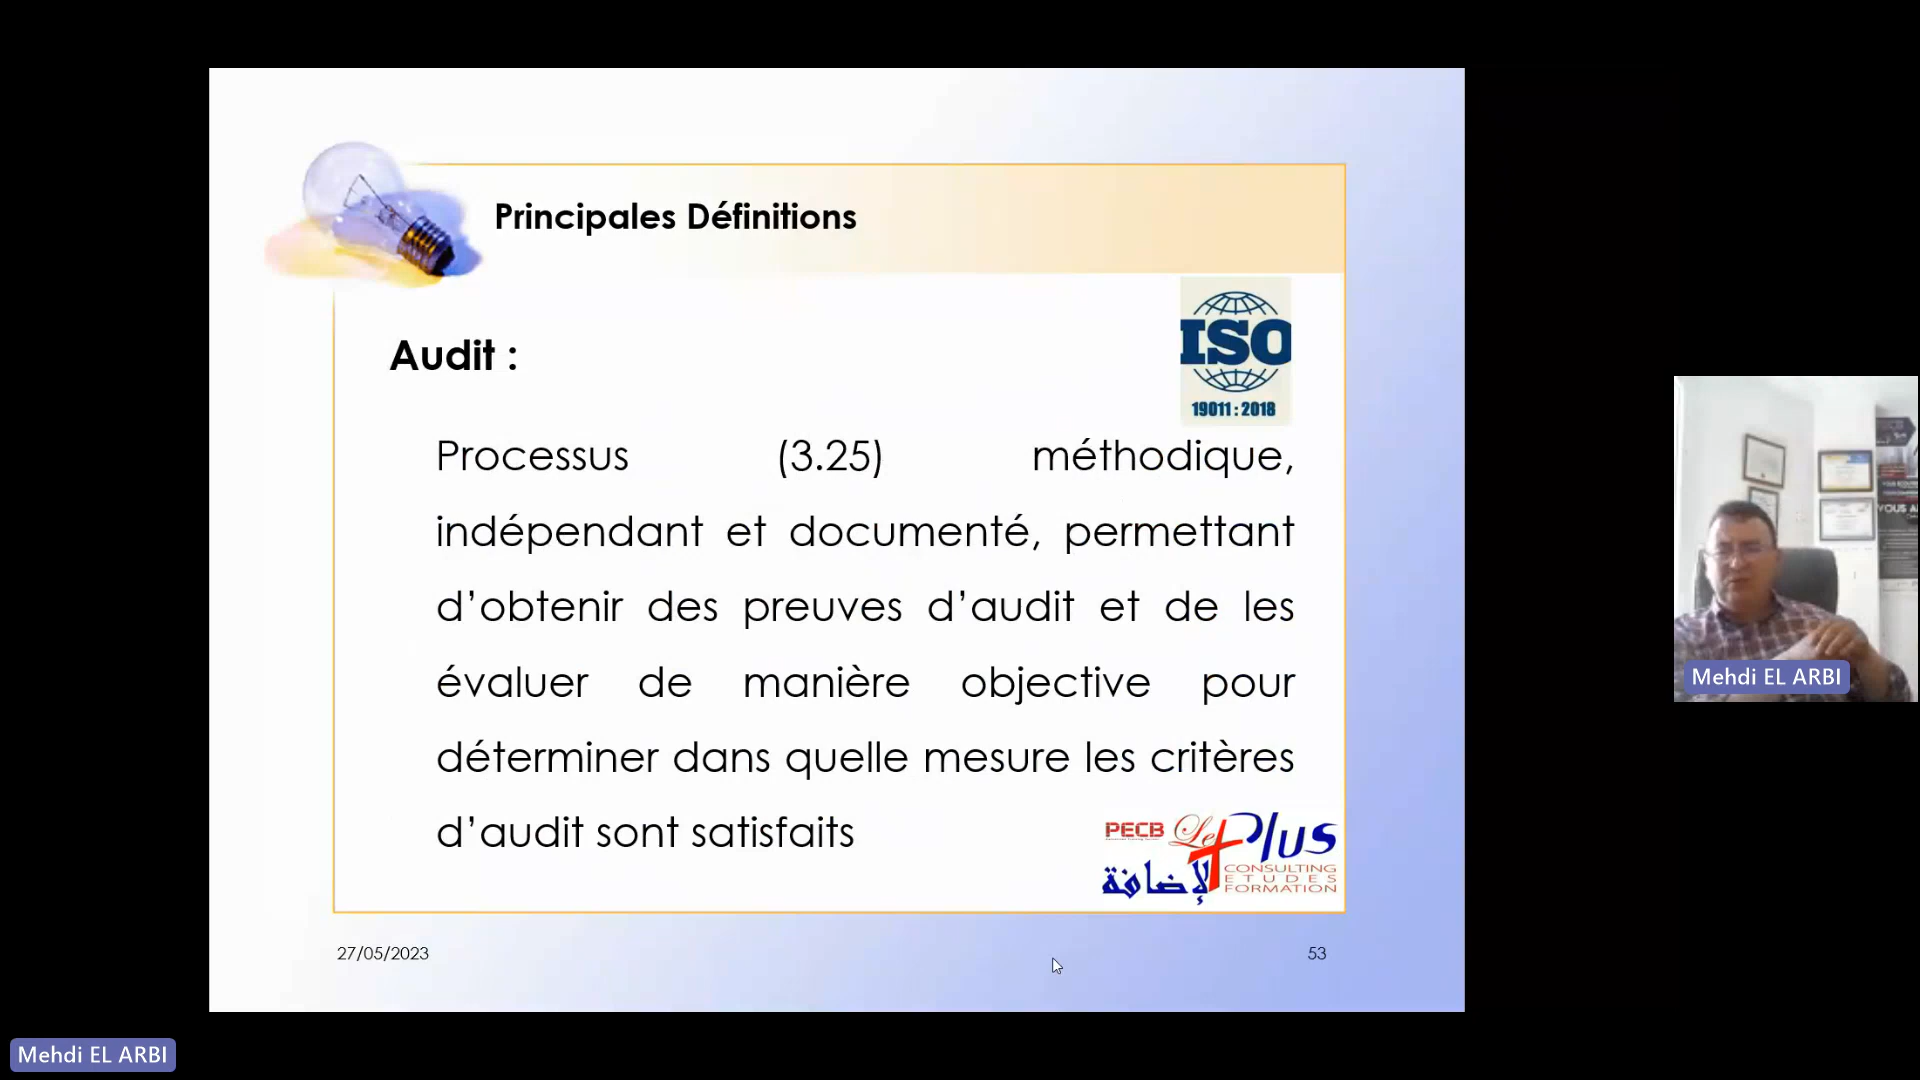 Principales Définitions
ISO
19011 : 2018
Audit :
Processus (3.25) méthodique,
indépendant et documenté, permettant
d’obtenir des preuves d’audit et de les
évaluer de manière objective pour
déterminer dans quelle mesure les critères
d’audit sont satisfaits
PECB
Le Plus
الإضافة
CONSULTING
ETUDES
FORMATION
27/05/2023
53
VOUS A
Mehdi EL ARBI
Mehdi EL ARBI